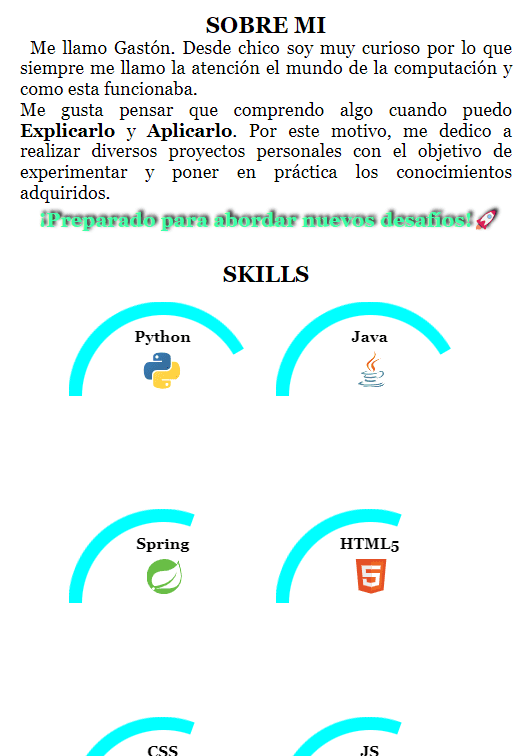 SOBRE MI
Me llamo Gastón. Desde chico soy muy curioso por lo que
siempre me llamo la atención el mundo de la computación y
como esta funcionaba.
Me gusta pensar que comprendo algo cuando puedo
Explicarlo y Aplicarlo. Por este motivo, me dedico a
realizar diversos proyectos personales con el objetivo de
experimentar y poner en práctica los conocimientos
adquiridos.
¡Preparado para abordar nuevos desafíos!🚀
SKILLS
Python Java
Spring HTML5
CSS JS